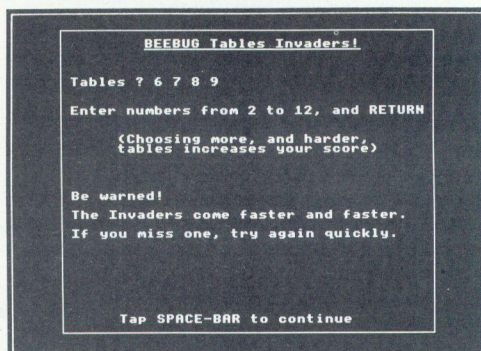 BEEBUG Tables Invaders!
Tables ? 6 7 8 9
Enter numbers from 2 to 12, and RETURN
(Choosing more, and harder,
tables increases your score)
Be warned!
The Invaders come faster and faster.
If you miss one, try again quickly.
Tap SPACE-BAR to continue